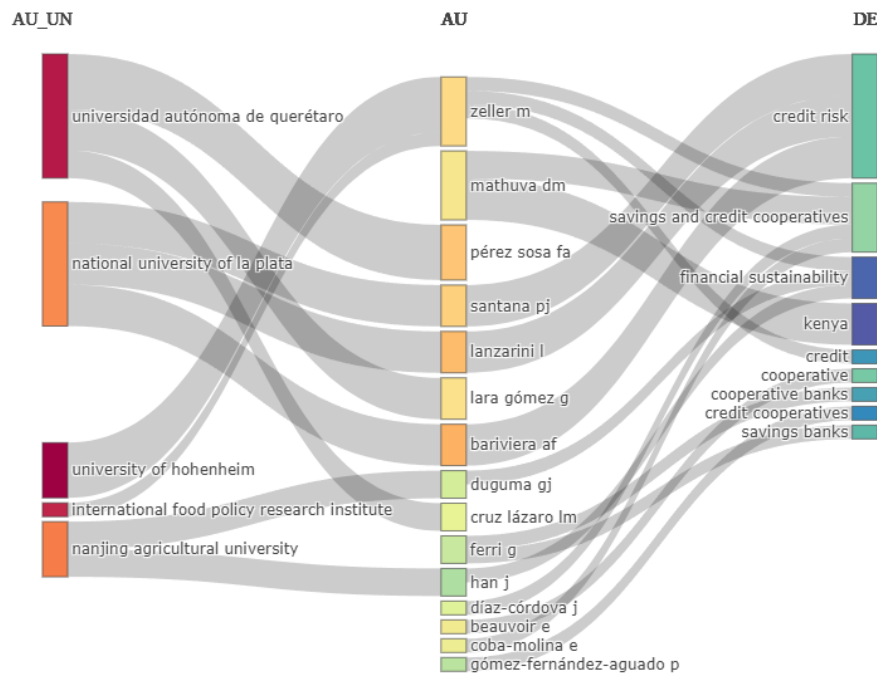 AU_UN
AU
DE
universidad autónoma de querétaro
national university of la plata
university of hohenheim
international food policy research institute
nanjing agricultural university
zeller m
mathuva dm
pérez sosa fa
santana pj
lanzarini l
lara gómez g
bariviera af
duguma gj
cruz lázaro lm
ferri g
han j
díaz-córdova j
beauvoir e
coba-molina e
gómez-fernández-aguado p
credit risk
savings and credit cooperatives
financial sustainability
kenya
credit
cooperative
cooperative banks
credit cooperatives
savings banks